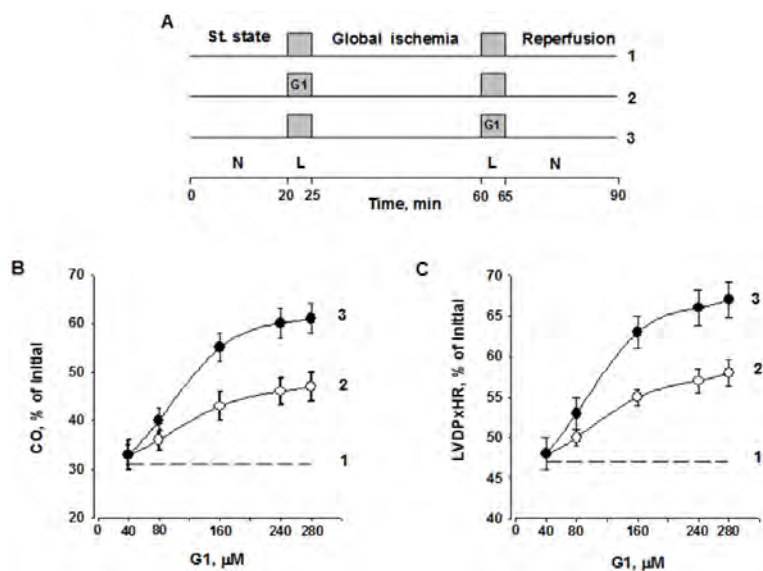 A
St. state Global ischemia Reperfusion
1
G1
2
G1
3
N L L N
0 20 25 60 65 90
Time, min
B
70
60
50
40
30
20
CO, % of Initial
3
2
1
0 40 80 160 240 280
G1, µM
C
70
65
60
55
50
45
40
LVDPxHR, % of Initial
3
2
1
0 40 80 160 240 280
G1, µM